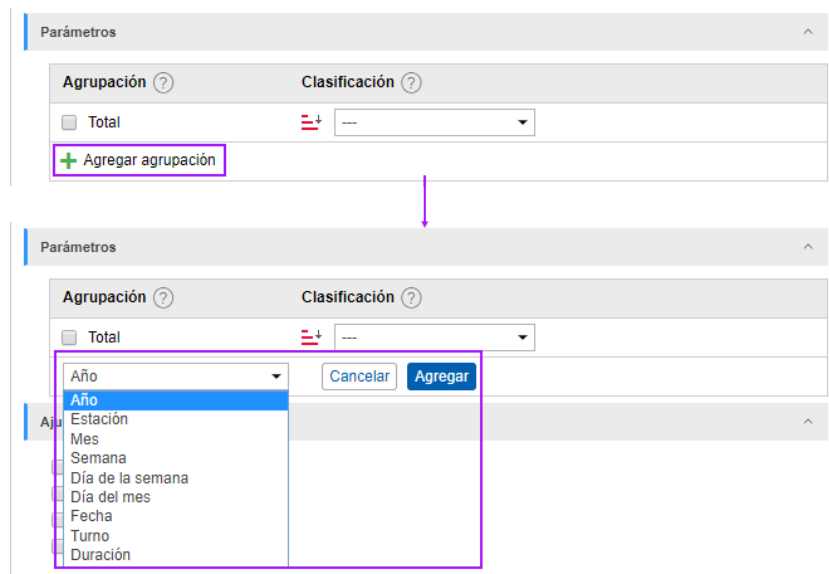 Parámetros
Agrupación ? Clasificación ?
Total ---
Agregar agrupación
Parámetros
Agrupación ? Clasificación ?
Total ---
Año Cancelar Agregar
Año
Aju
Estación
Mes
Semana
Día de la semana
Día del mes
Fecha
Turno
Duración